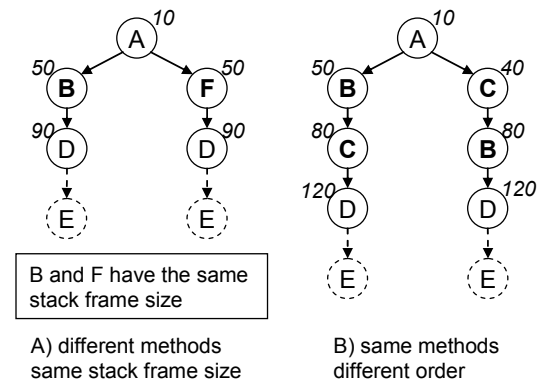 10
A
50
B
50
F
90
D
90
D
E
E
B and F have the same
stack frame size
A) different methods
same stack frame size
10
A
50
B
40
C
80
C
80
B
120
D
120
D
E
E
B) same methods
different order